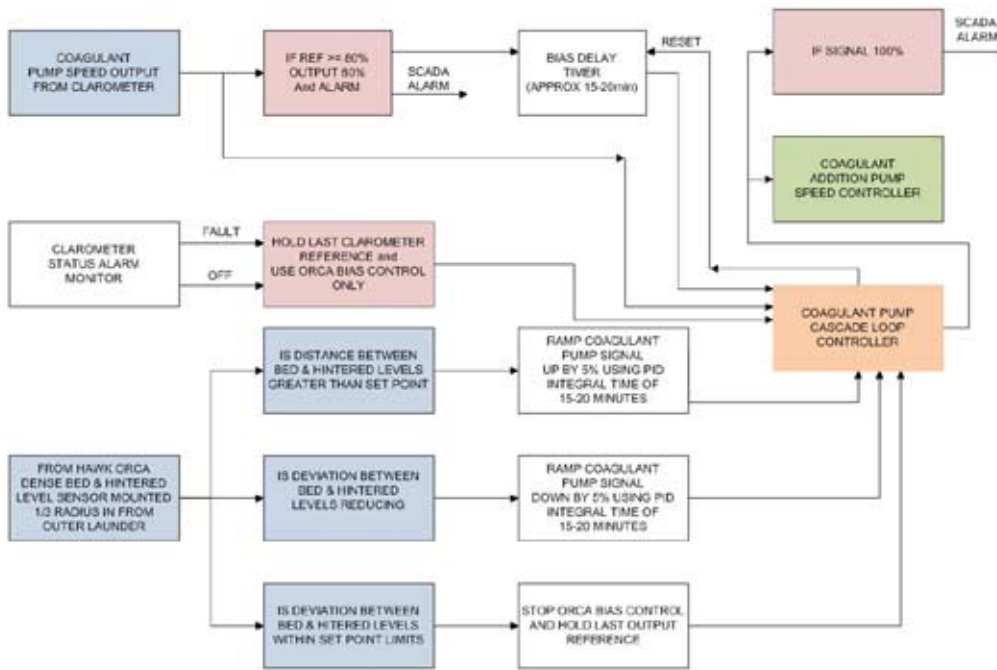 COAGULANT
PUMP SPEED OUTPUT
FROM CLAROMETER
IF REF >= 80%
OUTPUT 80%
And ALARM
SCADA
ALARM
BIAS DELAY
TIMER
(APPROX 15-20min)
RESET
IF SIGNAL 100%
SCADA
ALARM
COAGULANT
ADDITION PUMP
SPEED CONTROLLER
CLAROMETER
STATUS ALARM
MONITOR
FAULT
OFF
HOLD LAST CLAROMETER
REFERENCE and
USE ORCA BIAS CONTROL
ONLY
COAGULANT PUMP
CASCADE LOOP
CONTROLLER
IS DISTANCE BETWEEN
BED & HINTERED LEVELS
GREATER THAN SET POINT
RAMP COAGULANT
PUMP SIGNAL
UP BY 5% USING PID
INTEGRAL TIME OF
15-20 MINUTES
FROM HAWK ORCA
DENSE BED & HINTERED
LEVEL SENSOR MOUNTED
1/3 RADIUS IN FROM
OUTER LAUNDER
IS DEVIATION BETWEEN
BED & HINTERED
LEVELS REDUCING
RAMP COAGULANT
PUMP SIGNAL
DOWN BY 5% USING PID
INTEGRAL TIME OF
15-20 MINUTES
IS DEVIATION BETWEEN
BED & HITERED LEVELS
WITHIN SET POINT LIMITS
STOP ORCA BIAS CONTROL
AND HOLD LAST OUTPUT
REFERENCE